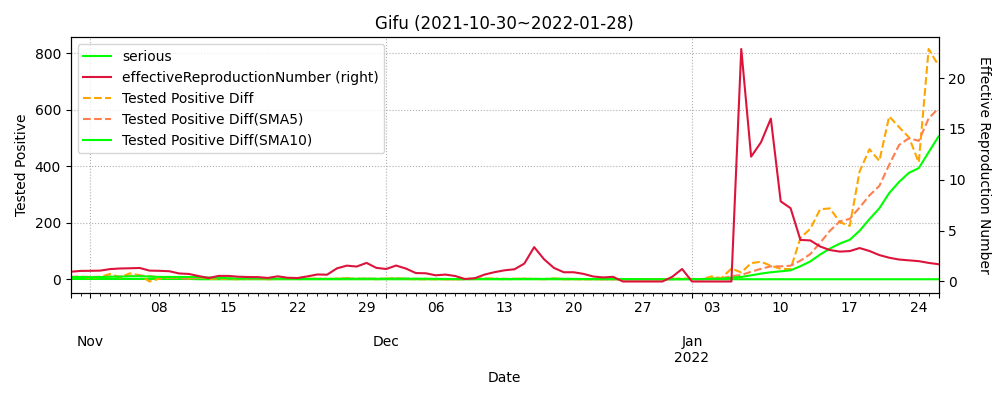 Gifu (2021-10-30~2022-01-28)
serious
effectiveReproductionNumber (right)
Tested Positive Diff
Tested Positive Diff(SMA5)
Tested Positive Diff(SMA10)
Tested Positive
800
600
400
200
0
Effective Reproduction Number
20
15
10
5
0
08 15 22 29 06 13 20 27 03 10 17 24
Nov Dec Jan
2022
Date